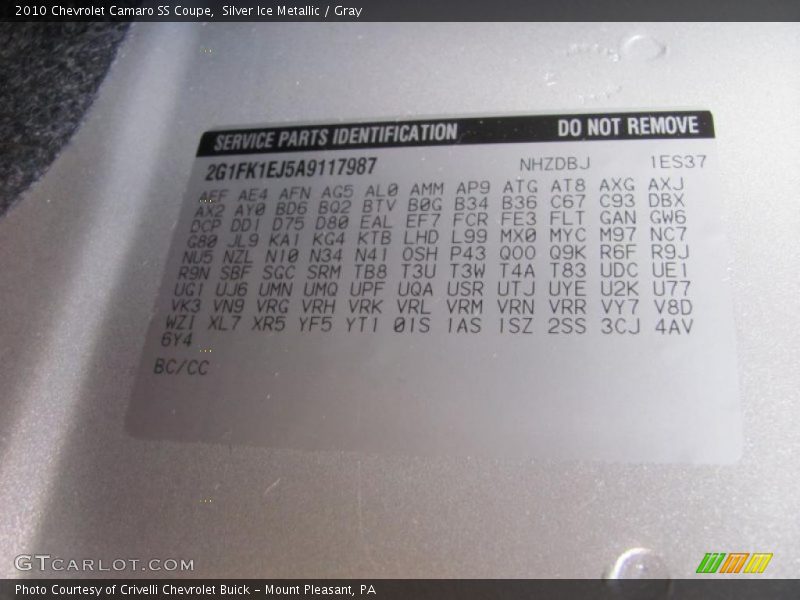 2010 Chevrolet Camaro SS Coupe,  Silver Ice Metallic / Gray
SERVICE PARTS IDENTIFICATION DO NOT REMOVE
2G1FK1EJ5A9117987 NHZDBJ 1ES37
AEF AE4 AFN AG5 AL0 AMM AP9 ATG AT8 AXG AXJ
AX2 AY0 BD6 BQ2 BTV B0G B34 B36 C67 C93 DBX
DCP DD1 D75 D80 EAL EF7 FCR FE3 FLT GAN GW6
G80 JL9 KA1 KG4 KTB LHD L99 MX0 MYC M97 NC7
NU5 NZL N10 N34 N41 OSH P43 Q00 Q9K R6F R9J
R9N SBF SGC SRM TB8 T3U T3W T4A T83 UDC UE1
UG1 UJ6 UMN UMQ UPF UQA USR UTJ UYE U2K U77
VK3 VN9 VRG VRH VRK VRL VRM VRN VRR VY7 V8D
WZ1 XL7 XR5 YF5 YT1 01S 1AS 1SZ 2SS 3CJ 4AV
6Y4
BC/CC
GTCARLOT.COM
Photo Courtesy of Crivelli Chevrolet Buick - Mount Pleasant, PA